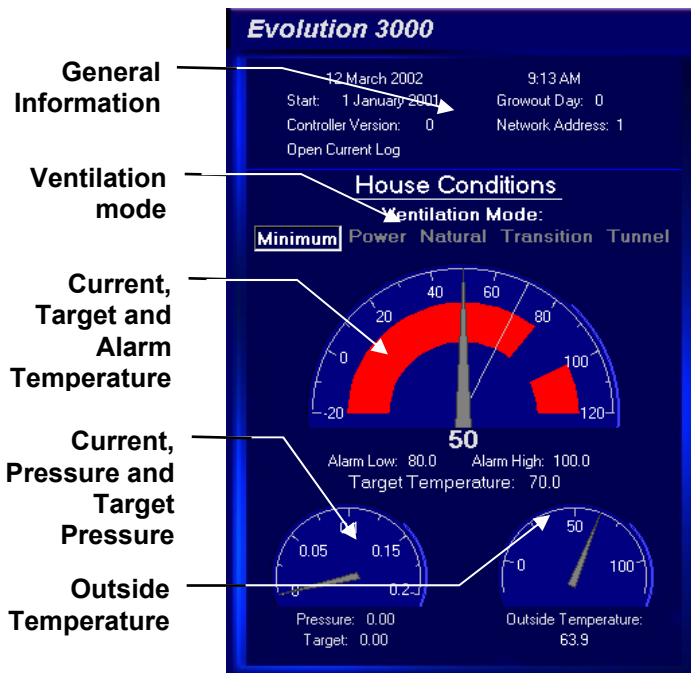 Evolution 3000
General
Information
12 March 2002 9:13 AM
Start: 1 January 2001 Growout Day: 0
Controller Version: 0 Network Address: 1
Open Current Log
Ventilation
mode
House Conditions
Ventilation Mode:
Minimum Power Natural Transition Tunnel
Current,
Target and
Alarm
Temperature
-20 0 20 40 60 80 100 120
50
Alarm Low: 80.0 Alarm High: 100.0
Target Temperature: 70.0
Current,
Pressure and
Target
Pressure
0 0.05 0.1 0.15 0.2
0 50 100
Outside
Temperature
Pressure: 0.00
Target: 0.00
Outside Temperature:
63.9